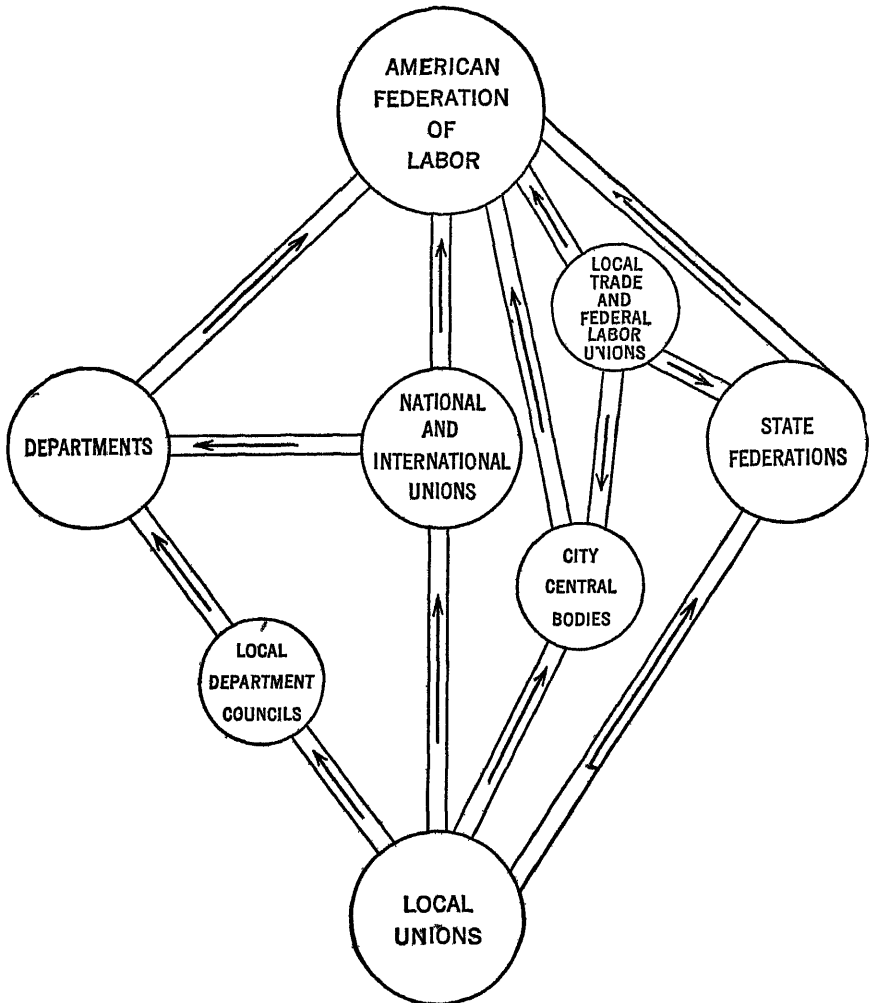 AMERICAN
FEDERATION
OF
LABOR
LOCAL
TRADE
AND
FEDERAL
LABOR
UNIONS
DEPARTMENTS
NATIONAL
AND
INTERNATIONAL
UNIONS
STATE
FEDERATIONS
CITY
CENTRAL
BODIES
LOCAL
DEPARTMENT
COUNCILS
LOCAL
UNIONS